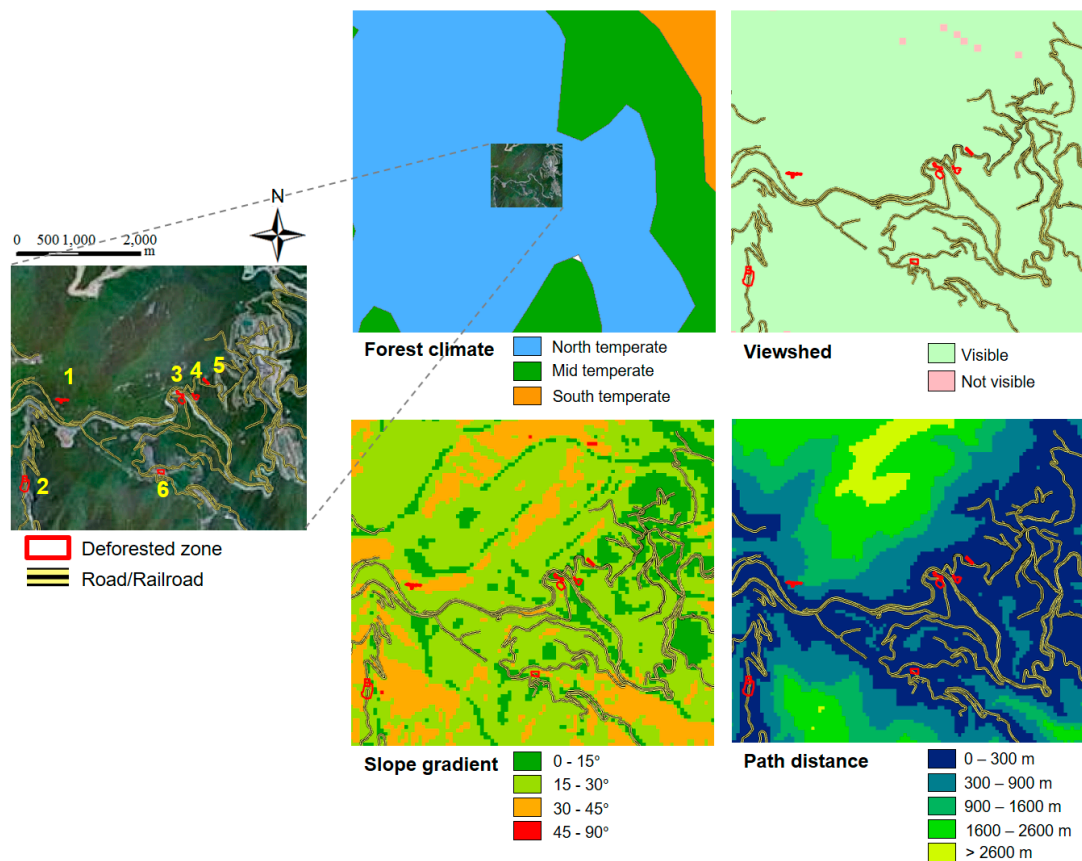 N
0 500 1,000 2,000
m
1
2
3
4
5
6
Deforested zone
Road/Railroad
Forest climate
North temperate
Mid temperate
South temperate
Viewshed
Visible
Not visible
Slope gradient
0 - 15°
15 - 30°
30 - 45°
45 - 90°
Path distance
0 – 300 m
300 – 900 m
900 – 1600 m
1600 – 2600 m
> 2600 m